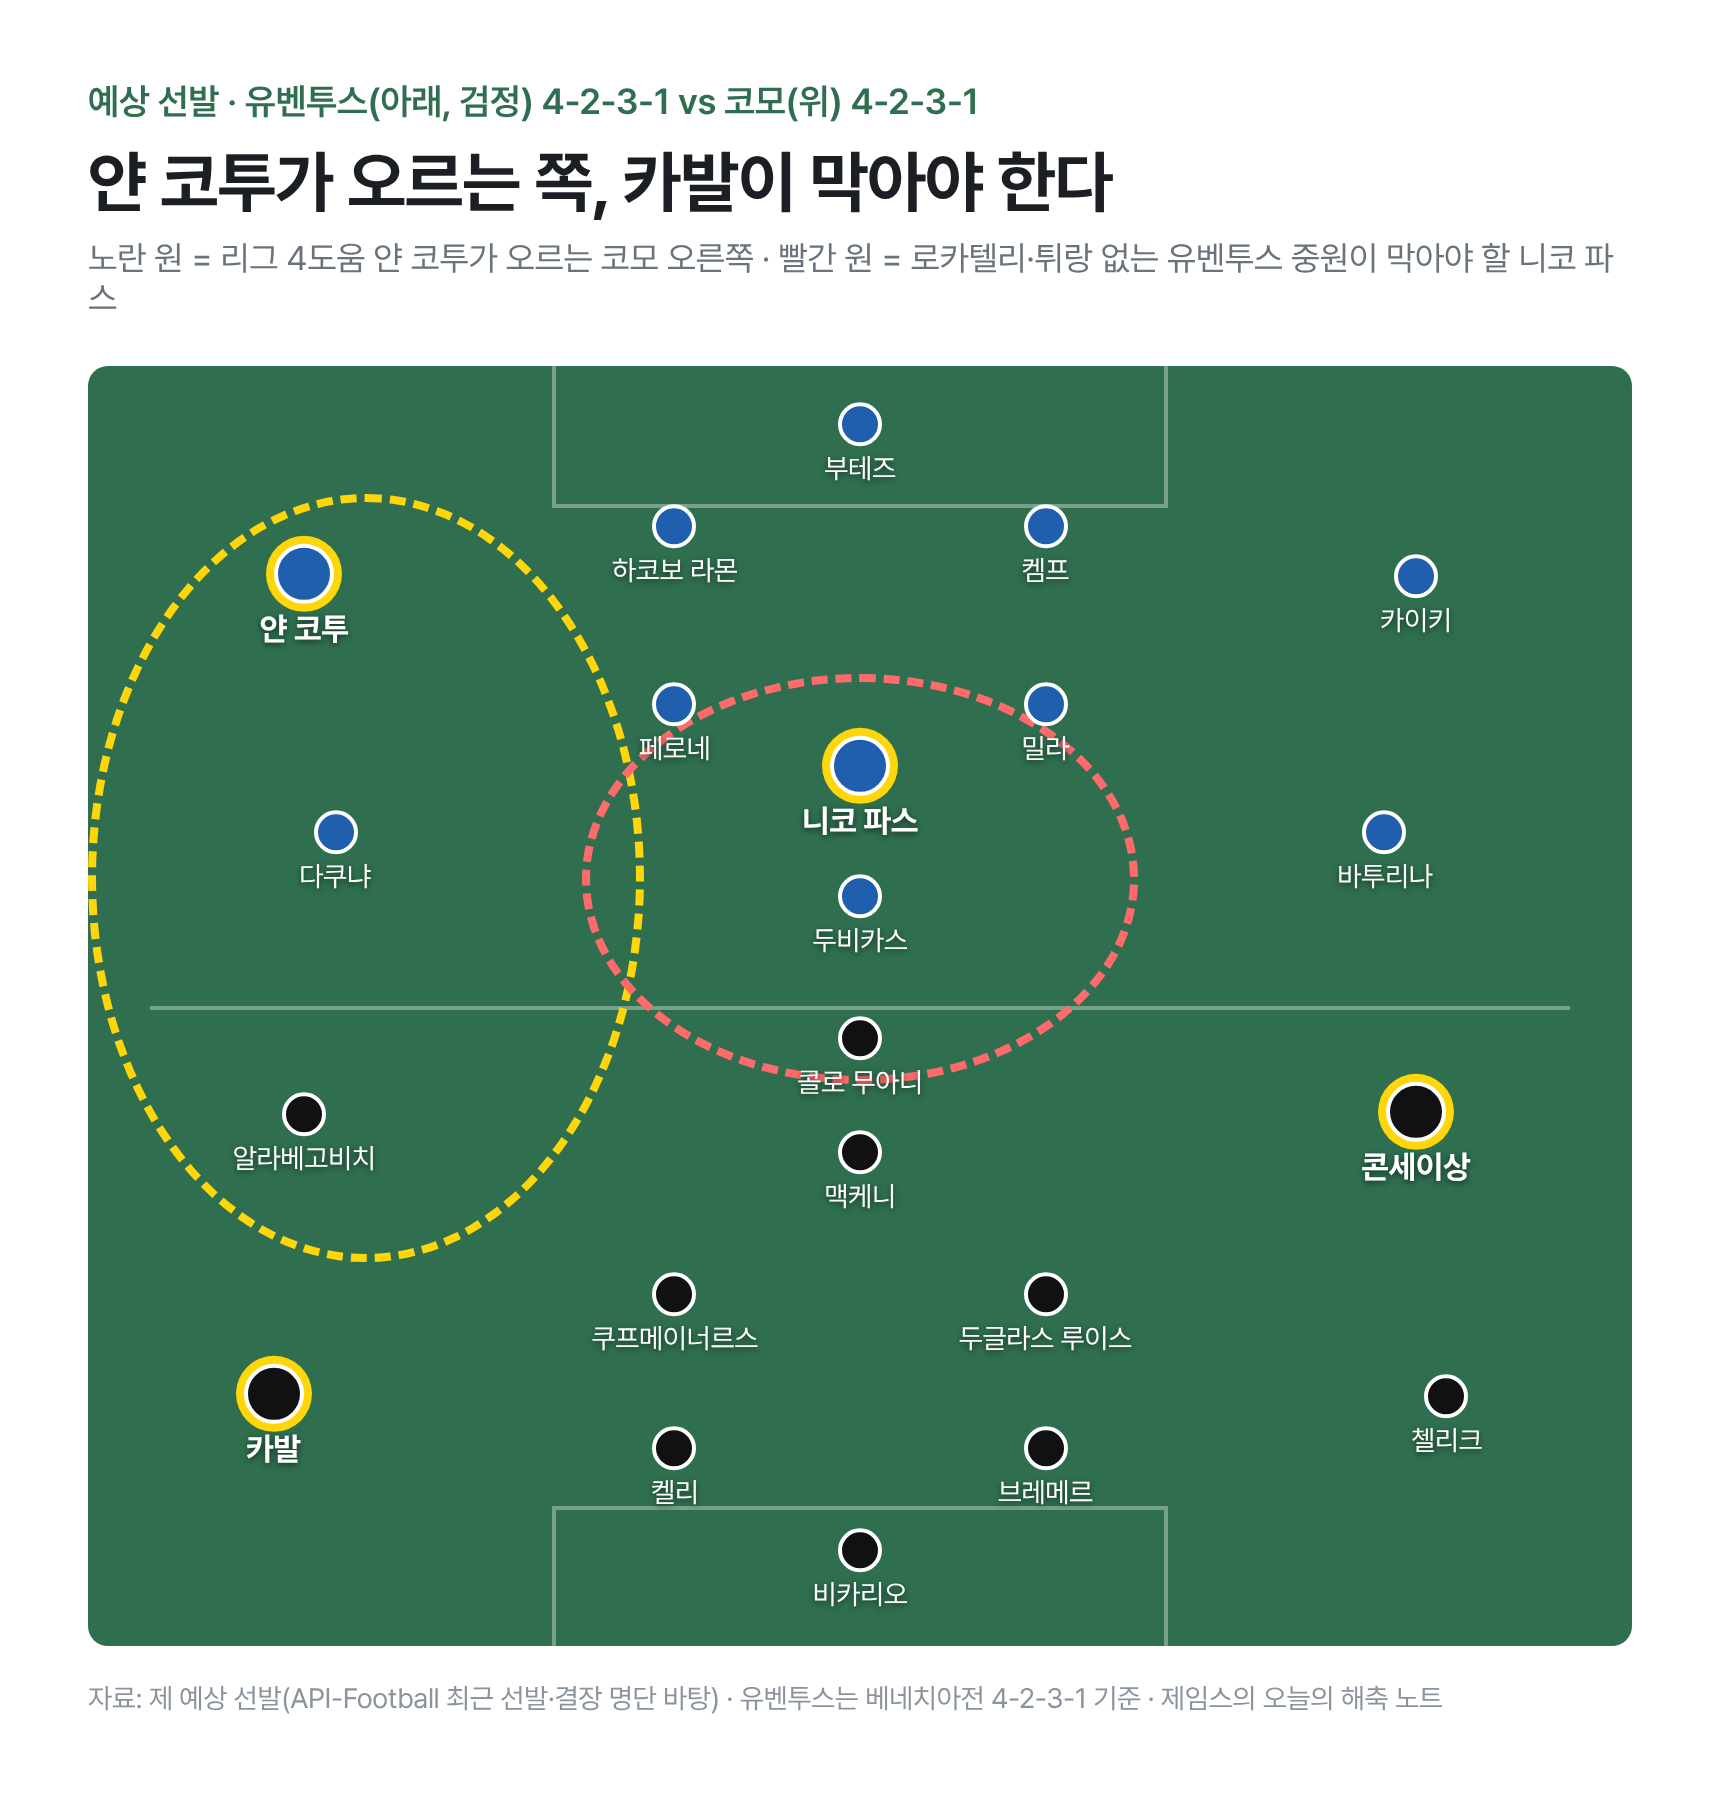 예상 선발 · 유벤투스(아래, 검정) 4-2-3-1 vs 코모(위) 4-2-3-1
얀 코투가 오르는 쪽, 카발이 막아야 한다
노란 원 = 리그 4도움 얀 코투가 오르는 코모 오른쪽 · 빨간 원 = 로카텔리·튀랑 없는 유벤투스 중원이 막아야 할 니코 파
스
부테즈
하코보 라몬
켐프
얀 코투
카이키
페로네
밀라
니코 파스
다쿠냐
바투리나
두비카스
콜로 무아니
알라베고비치
콘세이상
맥케니
쿠프메이너르스
두글라스 루이스
카발
첼리크
켈리
브레메르
비카리오
자료: 제 예상 선발(API-Football 최근 선발·결장 명단 바탕) · 유벤투스는 베네치아전 4-2-3-1 기준 · 제임스의 오늘의 해축 노트